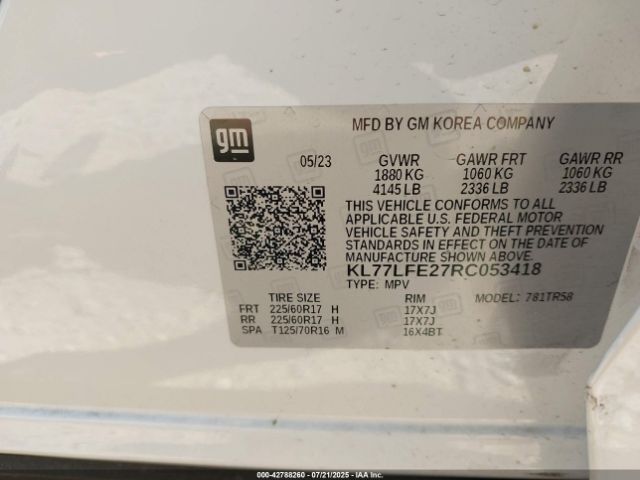 gm
MFD BY GM KOREA COMPANY
05/23 GVWR GAWR FRT GAWR RR
1880 KG 1060 KG 1060 KG
4145 LB 2336 LB 2336 LB
THIS VEHICLE CONFORMS TO ALL
APPLICABLE U.S. FEDERAL MOTOR
VEHICLE SAFETY AND THEFT PREVENTION
STANDARDS IN EFFECT ON THE DATE OF
MANUFACTURE SHOWN ABOVE.
KL77LFE27RC053418
TYPE: MPV
TIRE SIZE RIM MODEL: 781TR58
FRT 225/60R17 H 17X7J
RR 225/60R17 H 17X7J
SPA T125/70R16 M 16X4BT
000-42788260 - 07/21/2025 - IAA Inc.